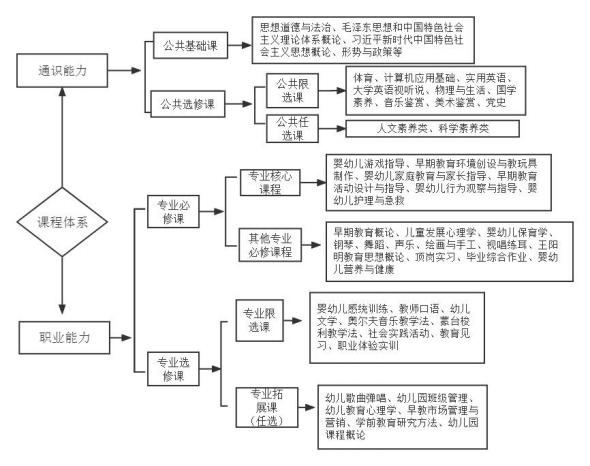 思想道德与法治、毛泽东思想和中国特色社会
主义理论体系概论、习近平新时代中国特色社
会主义思想概论、形势与政策等
公共基础课
通识能力
公共选修课
公共限
选课
体育、计算机应用基础、实用英语、
大学英语视听说、物理与生活、国学
素养、音乐鉴赏、美术鉴赏、党史
公共任
选课
人文素养类、科学素养类
课程体系
专业必
修课
专业核心
课程
婴幼儿游戏指导、早期教育环境创设与教玩具
制作、婴幼儿家庭教育与家长指导、早期教育
活动设计与指导、婴幼儿行为观察与指导、婴
幼儿护理与急救
其他专业
必修课程
早期教育概论、儿童发展心理学、婴幼儿保育学、
钢琴、舞蹈、声乐、绘画与手工、视唱练耳、王阳
明教育思想概论、顶岗实习、毕业综合作业、婴幼
儿营养与健康
职业能力
专业选
修课
专业限
选课
婴幼儿感统训练、教师口语、幼儿
文学、奥尔夫音乐教学法、蒙台梭
利教学法、社会实践活动、教育见
习、职业体验实训
专业拓
展课
（任选）
幼儿歌曲弹唱、幼儿园班级管理、
幼儿教育心理学、早教市场管理与
营销、学前教育研究方法、幼儿园
课程概论